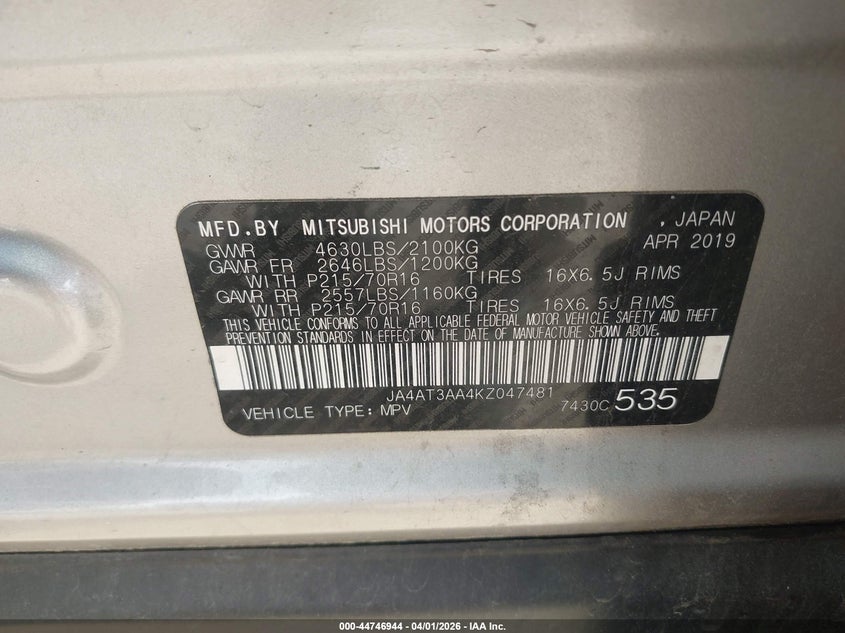 MFD.BY MITSUBISHI MOTORS CORPORATION , JAPAN
GVWR 4630LBS/2100KG APR 2019
GAWR FR 2646LBS/1200KG
WITH P215/70R16 TIRES 16X6.5J RIMS
GAWR RR 2557LBS/1160KG
WITH P215/70R16 TIRES 16X6.5J RIMS
THIS VEHICLE CONFORMS TO ALL APPLICABLE FEDERAL MOTOR VEHICLE SAFETY AND THEFT
PREVENTION STANDARDS IN EFFECT ON THE DATE OF MANUFACTURE SHOWN ABOVE.
JA4AT3AA4KZ047481
VEHICLE TYPE: MPV 7430C 535
000-44746944 - 04/01/2026 - IAA Inc.